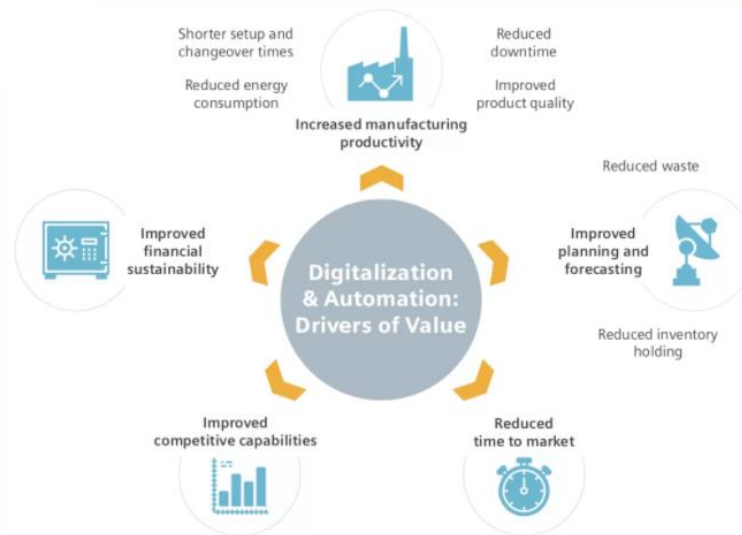 Shorter setup and
changeover times
Reduced energy
consumption
Reduced
downtime
Improved
product quality
Increased manufacturing
productivity
Reduced waste
Improved
planning and
forecasting
Reduced inventory
holding
Improved
financial
sustainability
Digitalization
& Automation:
Drivers of Value
Improved
competitive capabilities
Reduced
time to market